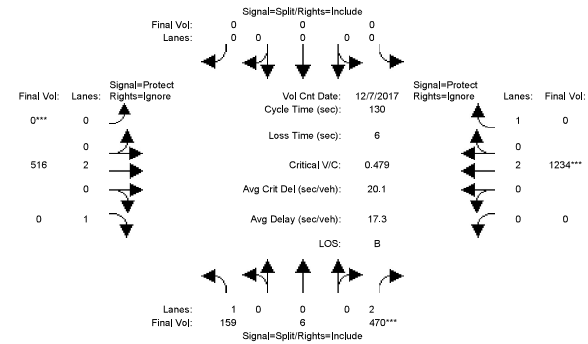 Signal=Split/Rights=Include
Final Vol: 0 0 0
Lanes: 0 0 0 0 0
Signal=Protect Signal=Protect
Final Vol: Lanes: Rights=Ignore Vol Cnt Date: 12/7/2017 Rights=Ignore Lanes: Final Vol:
Cycle Time (sec): 130
0*** 0 1 0
Loss Time (sec): 6
0 0
516 2 Critical V/C: 0.479 2 1234***
0 Avg Crit Del (sec/veh): 20.1 0
0 1 Avg Delay (sec/veh): 17.3 0 0
LOS: B
Lanes: 1 0 0 0 2
Final Vol: 159 6 470***
Signal=Split/Rights=Include